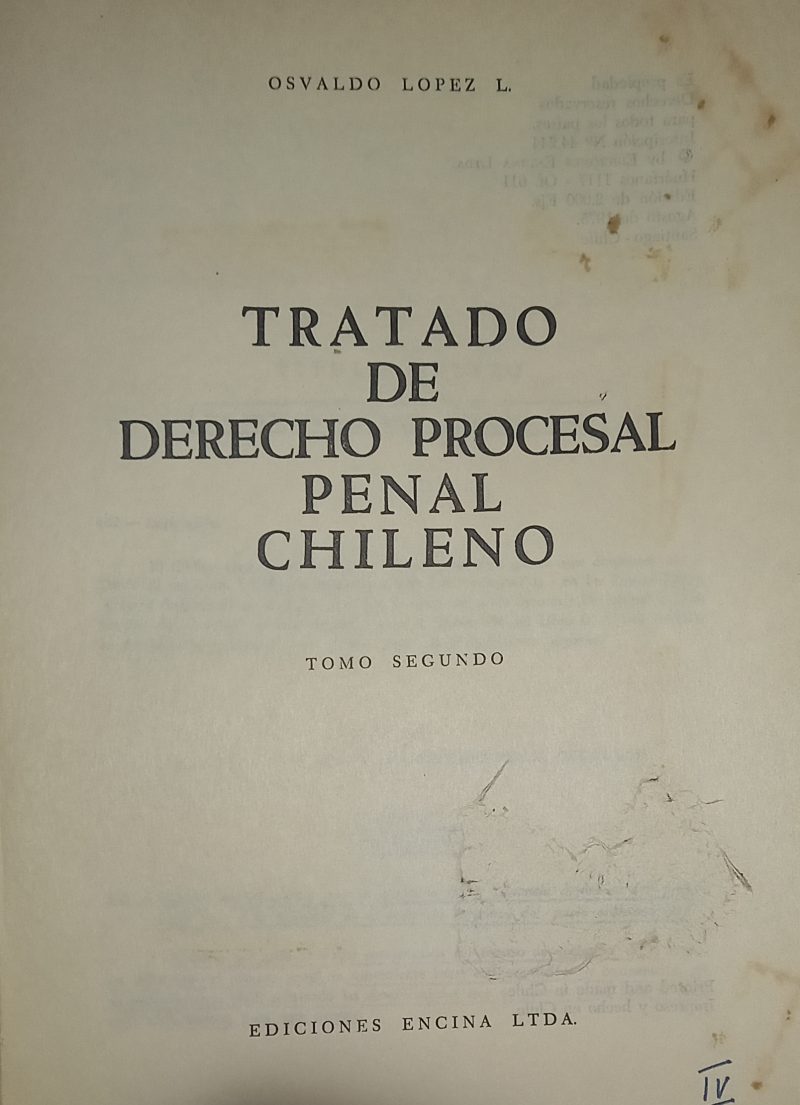 OSVALDO LOPEZ L.
TRATADO
DE
DERECHO PROCESAL
PENAL
CHILENO
TOMO SEGUNDO
EDICIONES ENCINA LTDA.
IV